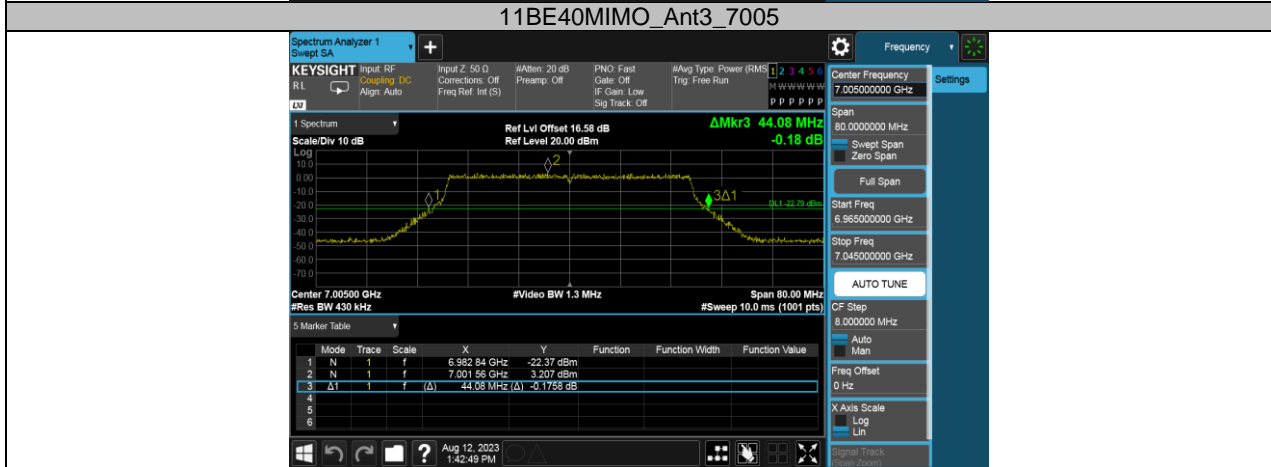 11BE40MIMO_Ant3_7005
Spectrum Analyzer 1
Swept SA
+
Frequency
KEYSIGHT
RL
LXI
Input: RF
Coupling: DC
Align: Auto
Input Z: 50 Ω
Corrections: Off
Freq Ref: Int (S)
#Atten: 20 dB
Preamp: Off
PNO: Fast
Gate: Off
IF Gain: Low
Sig Track: Off
#Avg Type: Power (RMS
Trig: Free Run
1 2 3 4 5 6
M W W W W W
P P P P P P
1 Spectrum
Scale/Div 10 dB
Ref Lvl Offset 16.58 dB
Ref Level 20.00 dBm
ΔMkr3 44.08 MHz
-0.18 dB
Log
10.0
0.00
-10.0
-20.0
-30.0
-40.0
-50.0
-60.0
-70.0
1
2
3Δ1
DL1 -22.79 dBm
Center 7.00500 GHz
#Video BW 1.3 MHz
Span 80.00 MHz
#Res BW 430 kHz
#Sweep 10.0 ms (1001 pts)
5 Marker Table
Mode Trace Scale X Y Function Function Width Function Value
1 N 1 f 6.982 84 GHz -22.37 dBm
2 N 1 f 7.001 56 GHz 3.207 dBm
3 Δ1 1 f (Δ) 44.08 MHz (Δ) -0.1758 dB
4
5
6
Center Frequency
7.005000000 GHz
Settings
Span
80.0000000 MHz
Swept Span
Zero Span
Full Span
Start Freq
6.965000000 GHz
Stop Freq
7.045000000 GHz
AUTO TUNE
CF Step
8.000000 MHz
Auto
Man
Freq Offset
0 Hz
X Axis Scale
Log
Lin
Signal Track
(Span Zoom)
?
Aug 12, 2023
1:42:49 PM